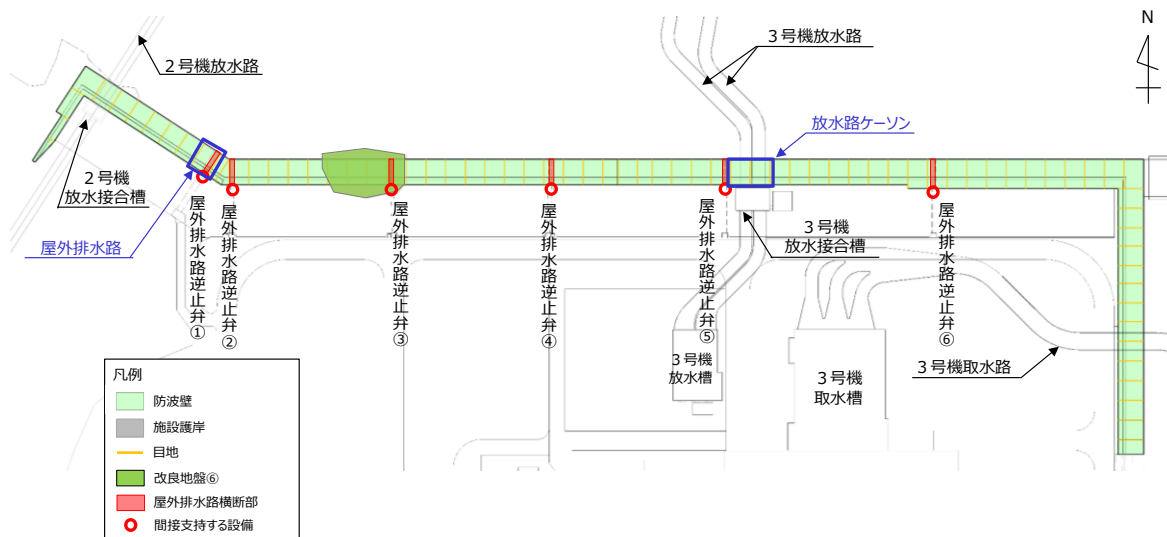 2号機放水路
3号機放水路
N
放水路ケーソン
2号機
放水接合槽
屋外排水路
屋外排水路逆止弁①
屋外排水路逆止弁②
屋外排水路逆止弁③
屋外排水路逆止弁④
屋外排水路逆止弁⑤
3号機
放水接合槽
屋外排水路逆止弁⑥
3号機
放水槽
3号機
取水槽
3号機取水路
凡例
防波壁
施設護岸
目地
改良地盤⑥
屋外排水路横断部
間接支持する設備